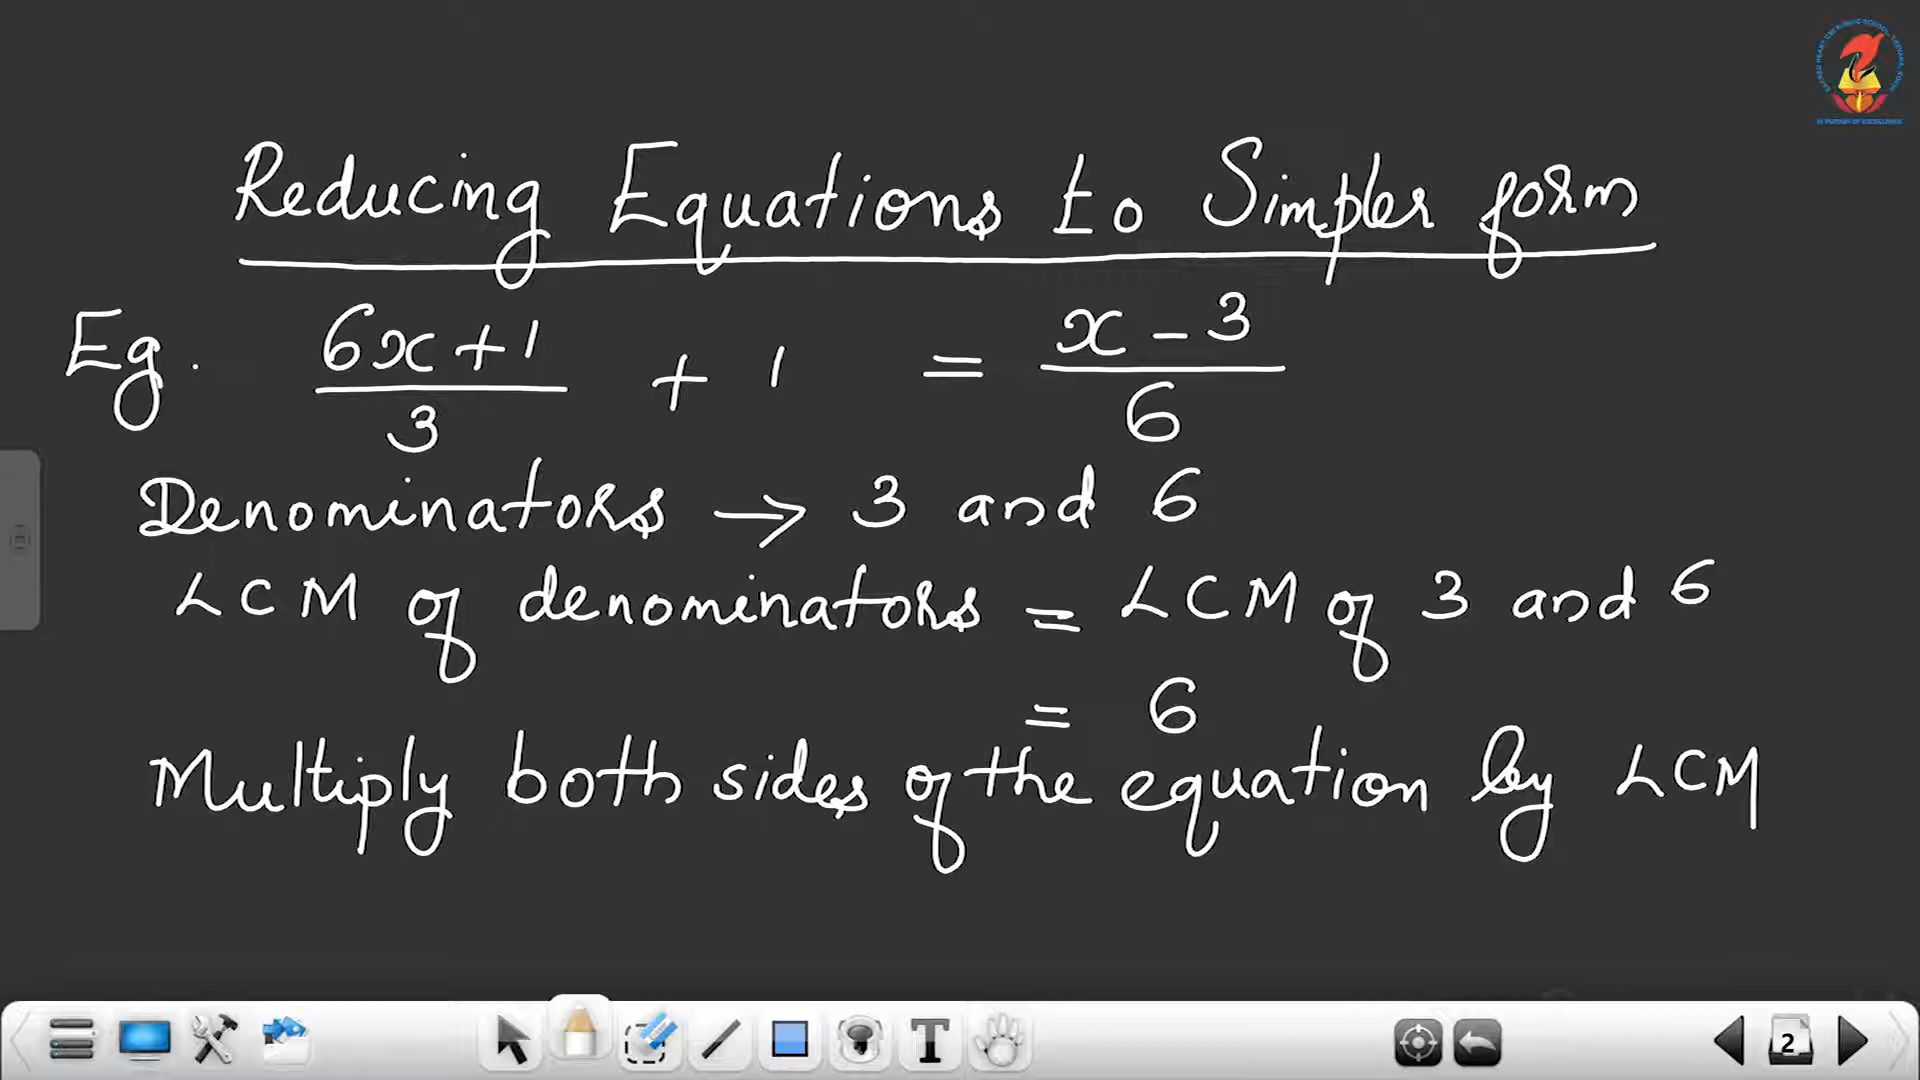 Reducing Equations to Simpler form
Eg. (6x+1)/3 + 1 = (x-3)/6
Denominators → 3 and 6
LCM of denominators = LCM of 3 and 6
= 6
Multiply both sides of the equation by LCM
T
2